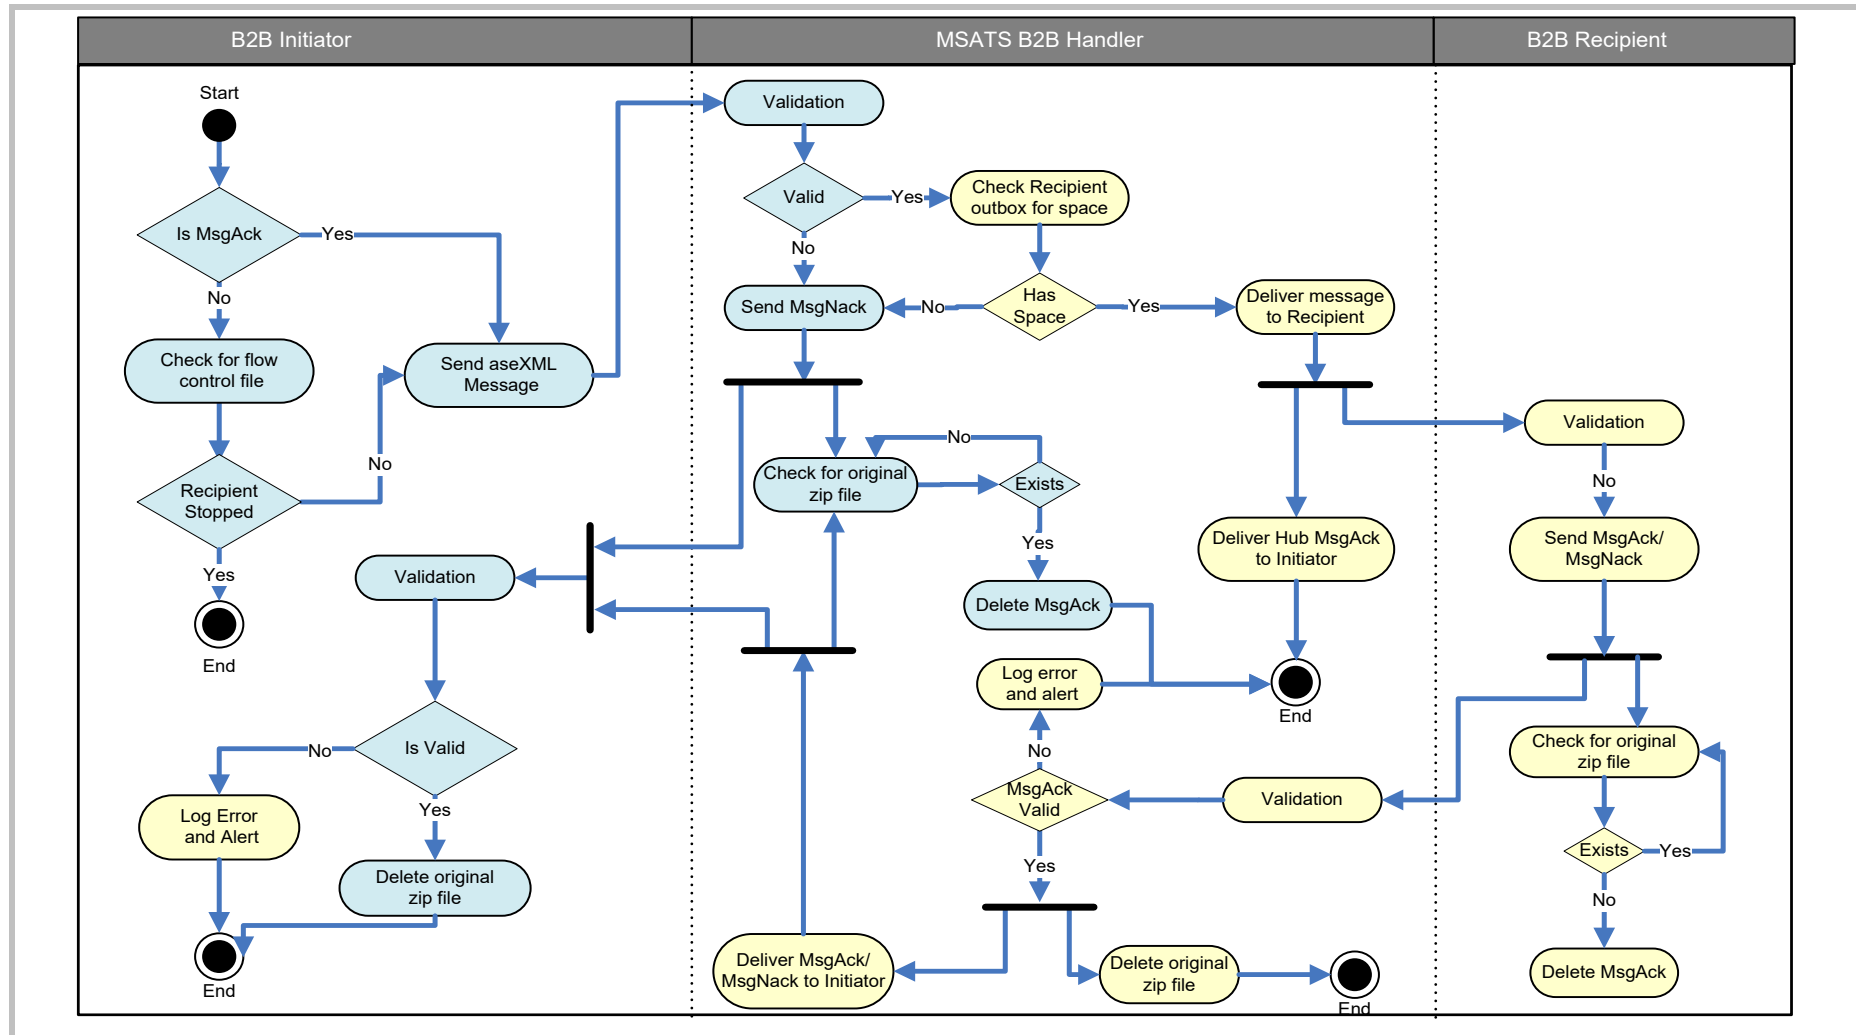 B2B Initiator
MSATS B2B Handler
B2B Recipient
Start
Is MsgAck
Yes
No
Check for flow
control file
Send aseXML
Message
No
Recipient
Stopped
Yes
End
Validation
Is Valid
No
Yes
Log Error
and Alert
Delete original
zip file
End
Validation
Valid
Yes
Check Recipient
outbox for space
No
Send MsgNack
No
Has
Space
Yes
Deliver message
to Recipient
No
Check for original
zip file
Exists
Yes
Delete MsgAck
Deliver Hub MsgAck
to Initiator
Log error
and alert
End
No
MsgAck
Valid
Validation
Yes
Deliver MsgAck/
MsgNack to Initiator
Delete original
zip file
End
Validation
No
Send MsgAck/
MsgNack
Check for original
zip file
Exists
Yes
No
Delete MsgAck